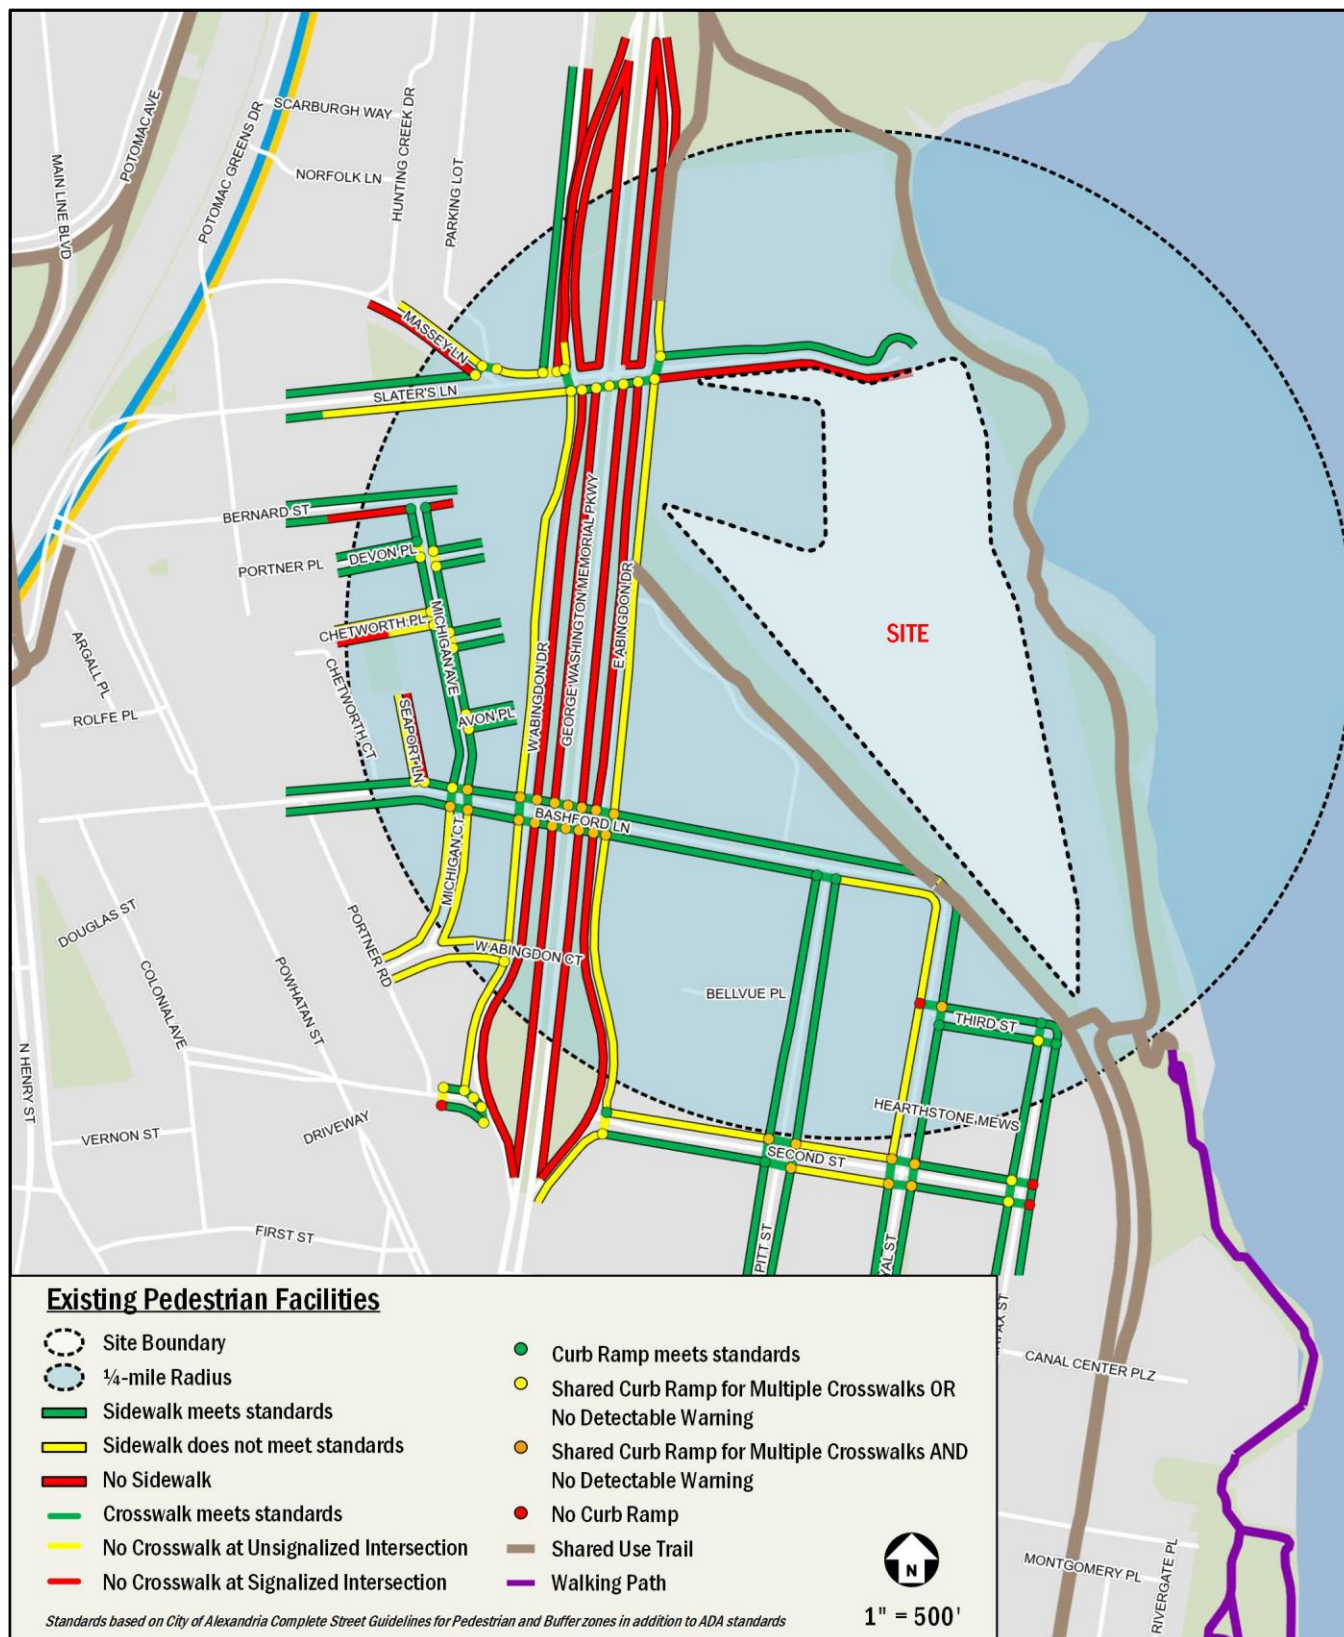 SCARBURGH WAY
POTOMAC AVE
MAIN LINE BLVD
POTOMAC GREENS DR
NORFOLK LN
HUNTING CREEK DR
PARKING LOT
MASSEY LN
SLATER'S LN
BERNARD ST
DEVON PL
PORTNER PL
CHETWORTH PL
MICHIGAN AVE
GEORGE WASHINGTON MEMORIAL PKWY
E ABINGDON DR
W ABINGDON DR
SITE
ARGALL PL
ROLFE PL
CHETWORTH CT
SEAPORT LN
AVON PL
BASHFORD LN
MICHIGAN CT
DOUGLAS ST
COLONIAL AVE
POWHATAN ST
PORTNER RD
W ABINGDON CT
BELLVUE PL
THIRD ST
N HENRY ST
VERNON ST
DRIVEWAY
HEARTHSTONE MEWS
SECOND ST
FIRST ST
PITT ST
YAL ST
AX ST
CANAL CENTER PLZ
MONTGOMERY PL
RIVERGATE PL
Existing Pedestrian Facilities
Site Boundary
¼-mile Radius
Sidewalk meets standards
Sidewalk does not meet standards
No Sidewalk
Crosswalk meets standards
No Crosswalk at Unsignalized Intersection
No Crosswalk at Signalized Intersection
Curb Ramp meets standards
Shared Curb Ramp for Multiple Crosswalks OR
No Detectable Warning
Shared Curb Ramp for Multiple Crosswalks AND
No Detectable Warning
No Curb Ramp
Shared Use Trail
Walking Path
N
1" = 500'
Standards based on City of Alexandria Complete Street Guidelines for Pedestrian and Buffer zones in addition to ADA standards